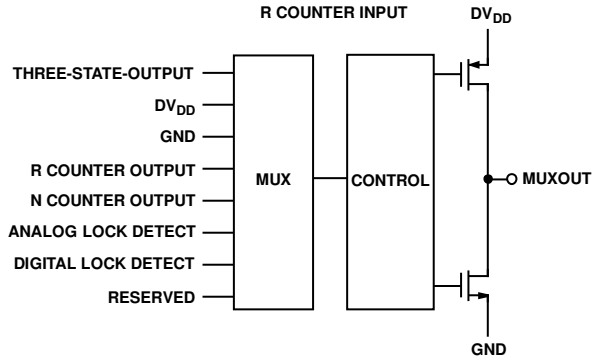 R COUNTER INPUT
DVDD
THREE-STATE-OUTPUT
DVDD
GND
R COUNTER OUTPUT
N COUNTER OUTPUT
ANALOG LOCK DETECT
DIGITAL LOCK DETECT
RESERVED
MUX
CONTROL
MUXOUT
GND